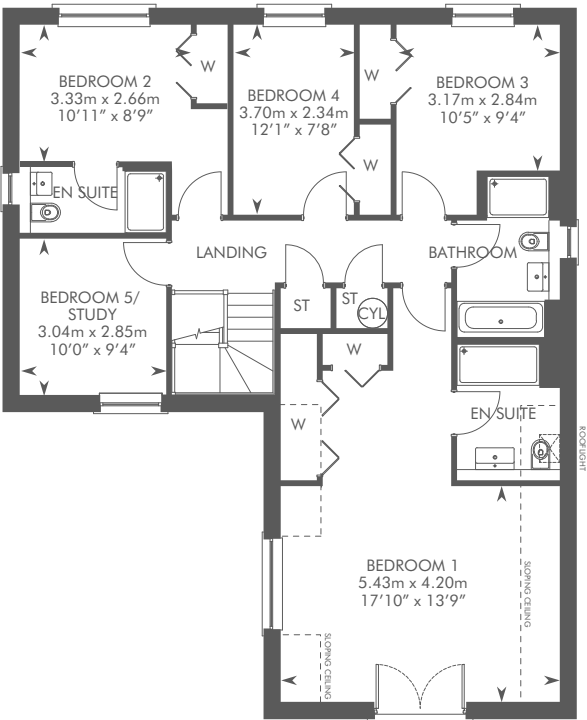 BEDROOM 2
3.33m x 2.66m
10'11" x 8'9"
W
BEDROOM 4
3.70m x 2.34m
12'1" x 7'8"
W
BEDROOM 3
3.17m x 2.84m
10'5" x 9'4"
EN SUITE
LANDING
BATHROOM
BEDROOM 5/
STUDY
3.04m x 2.85m
10'0" x 9'4"
ST
ST
CYL
W
W
EN SUITE
ROOFLIGHT
BEDROOM 1
5.43m x 4.20m
17'10" x 13'9"
SLOPING CEILING
SLOPING CEILING